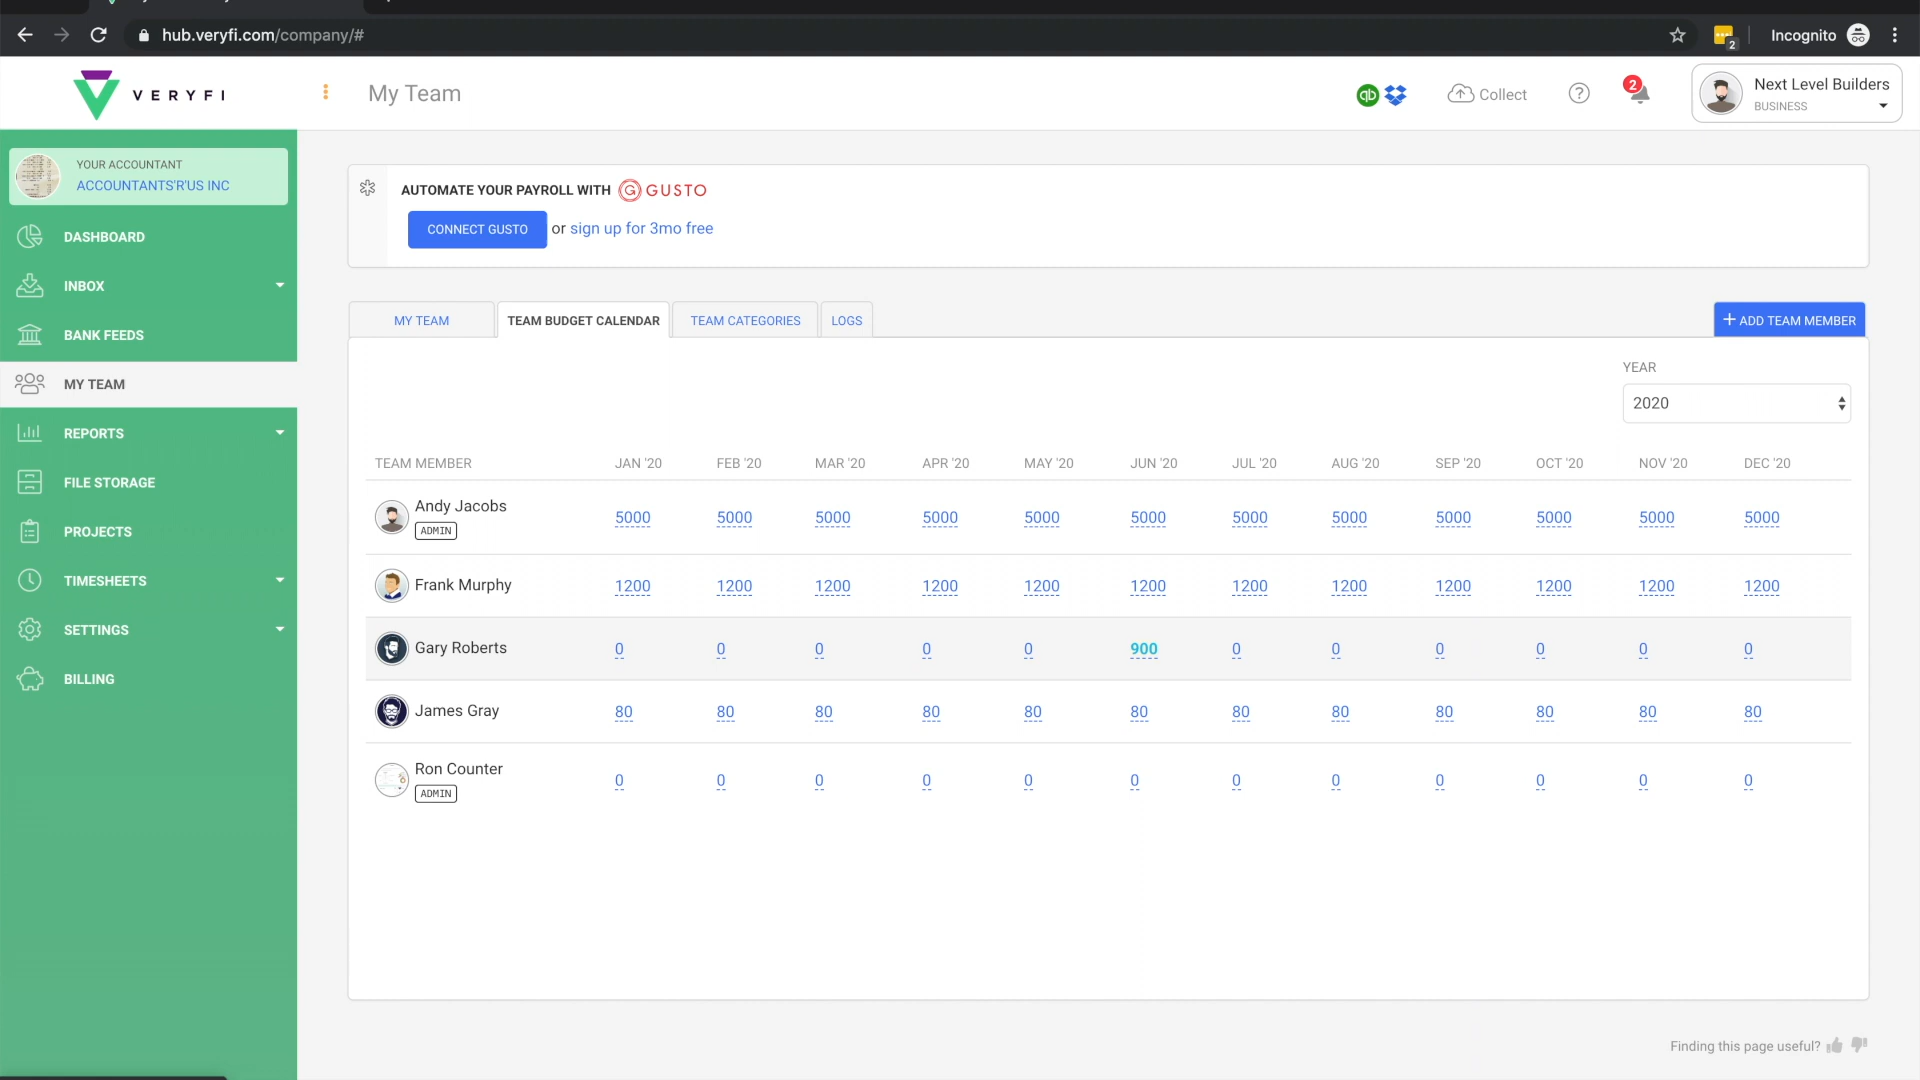 hub.veryfi.com/company/#
2
Incognito
VERYFI
My Team
qb
Collect
?
2
Next Level Builders
BUSINESS
YOUR ACCOUNTANT
ACCOUNTANTS'R'US INC
DASHBOARD
INBOX
BANK FEEDS
MY TEAM
REPORTS
FILE STORAGE
PROJECTS
TIMESHEETS
SETTINGS
BILLING
AUTOMATE YOUR PAYROLL WITH G GUSTO
CONNECT GUSTO or sign up for 3mo free
MY TEAM TEAM BUDGET CALENDAR TEAM CATEGORIES LOGS + ADD TEAM MEMBER
YEAR
2020
TEAM MEMBER JAN '20 FEB '20 MAR '20 APR '20 MAY '20 JUN '20 JUL '20 AUG '20 SEP '20 OCT '20 NOV '20 DEC '20
Andy Jacobs
ADMIN
5000 5000 5000 5000 5000 5000 5000 5000 5000 5000 5000 5000
Frank Murphy 1200 1200 1200 1200 1200 1200 1200 1200 1200 1200 1200 1200
Gary Roberts 0 0 0 0 0 900 0 0 0 0 0 0
James Gray 80 80 80 80 80 80 80 80 80 80 80 80
Ron Counter
ADMIN
0 0 0 0 0 0 0 0 0 0 0 0
Finding this page useful?